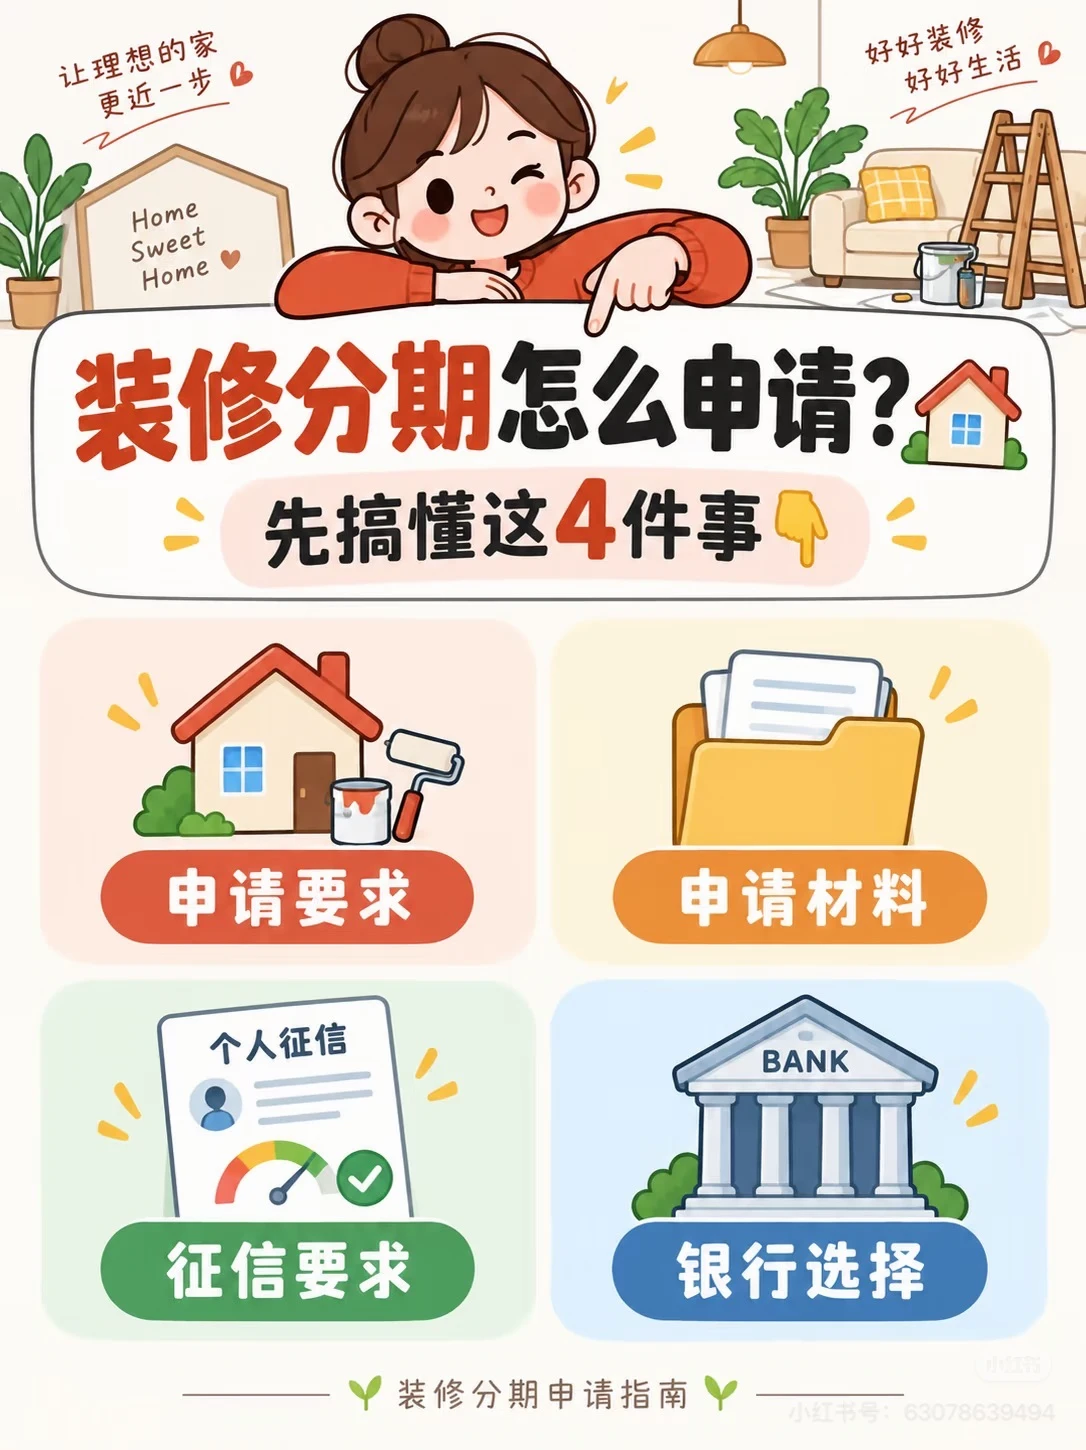 让理想的家
更近一步
好好装修
好好生活
Home
Sweet
Home
装修分期怎么申请?
先搞懂这4件事
申请要求
申请材料
个人征信
征信要求
BANK
银行选择
装修分期申请指南
小红书
小红书号：63078639494